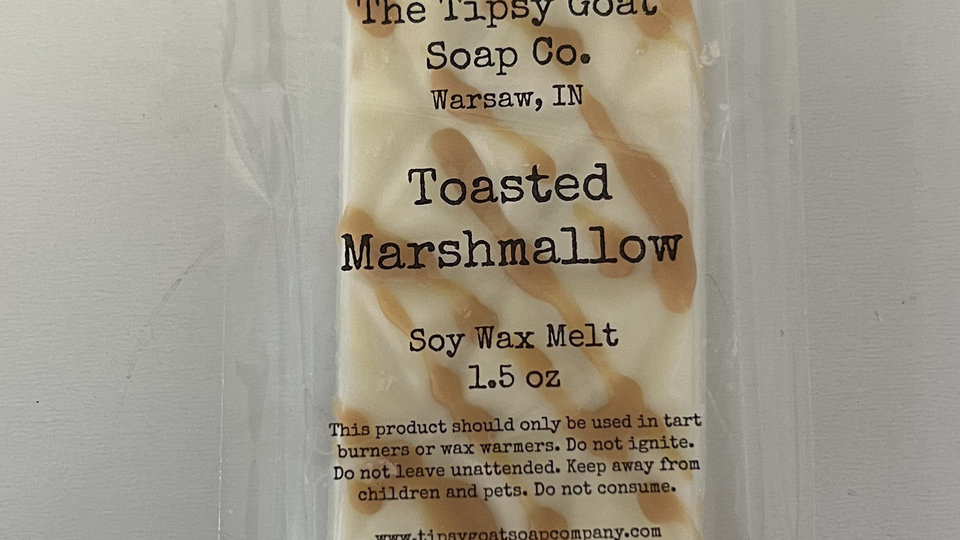 The Tipsy Goat
Soap Co.
Warsaw, IN
Toasted
Marshmallow
Soy Wax Melt
1.5 oz
This product should only be used in tart
burners or wax warmers. Do not ignite.
Do not leave unattended. Keep away from
children and pets. Do not consume.
www.tipsygoatsoapcompany.com